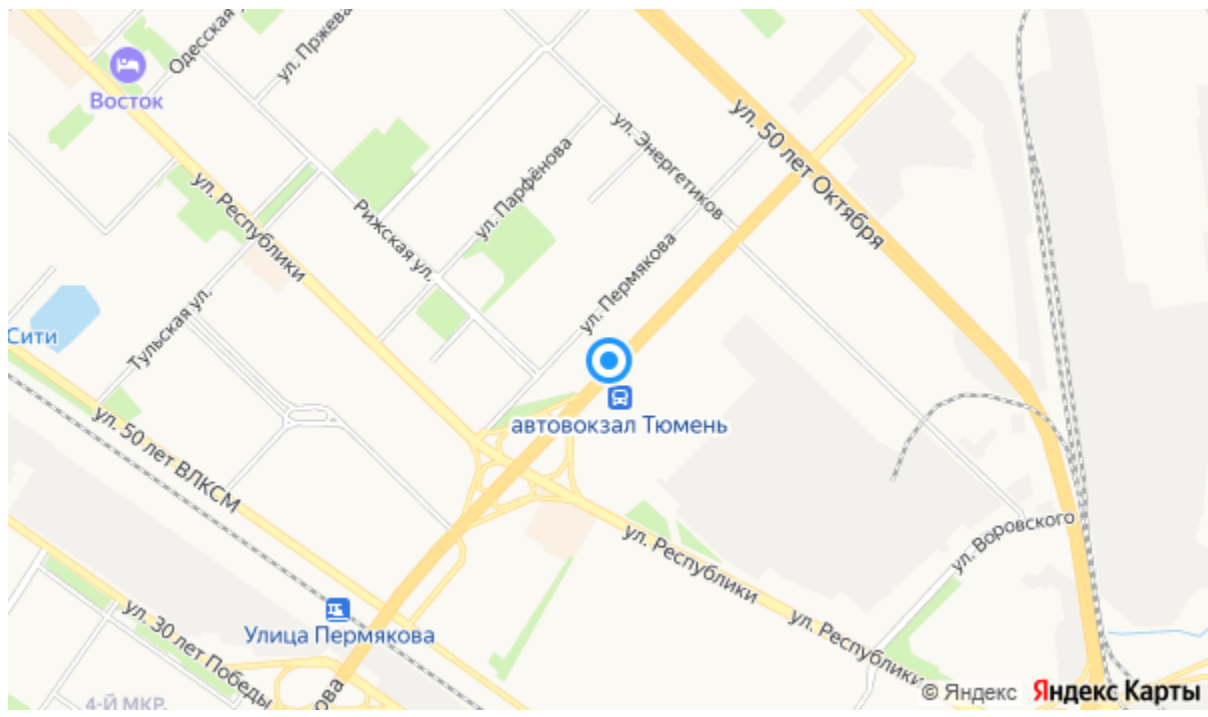 Одесская
ул. Пржева
Восток
ул. 50 лет Октября
ул. Энергетиков
ул. Парфёнова
ул. Республики
Рижская ул.
ул. Пермякова
Тульская ул.
Сити
автовокзал Тюмень
ул. 50 лет ВЛКСМ
ул. Воровского
ул. Республики
ул. Республики
Улица Пермякова
ул. 30 лет Победы
ова
4-Й МКР.
© Яндекс Яндекс Карты